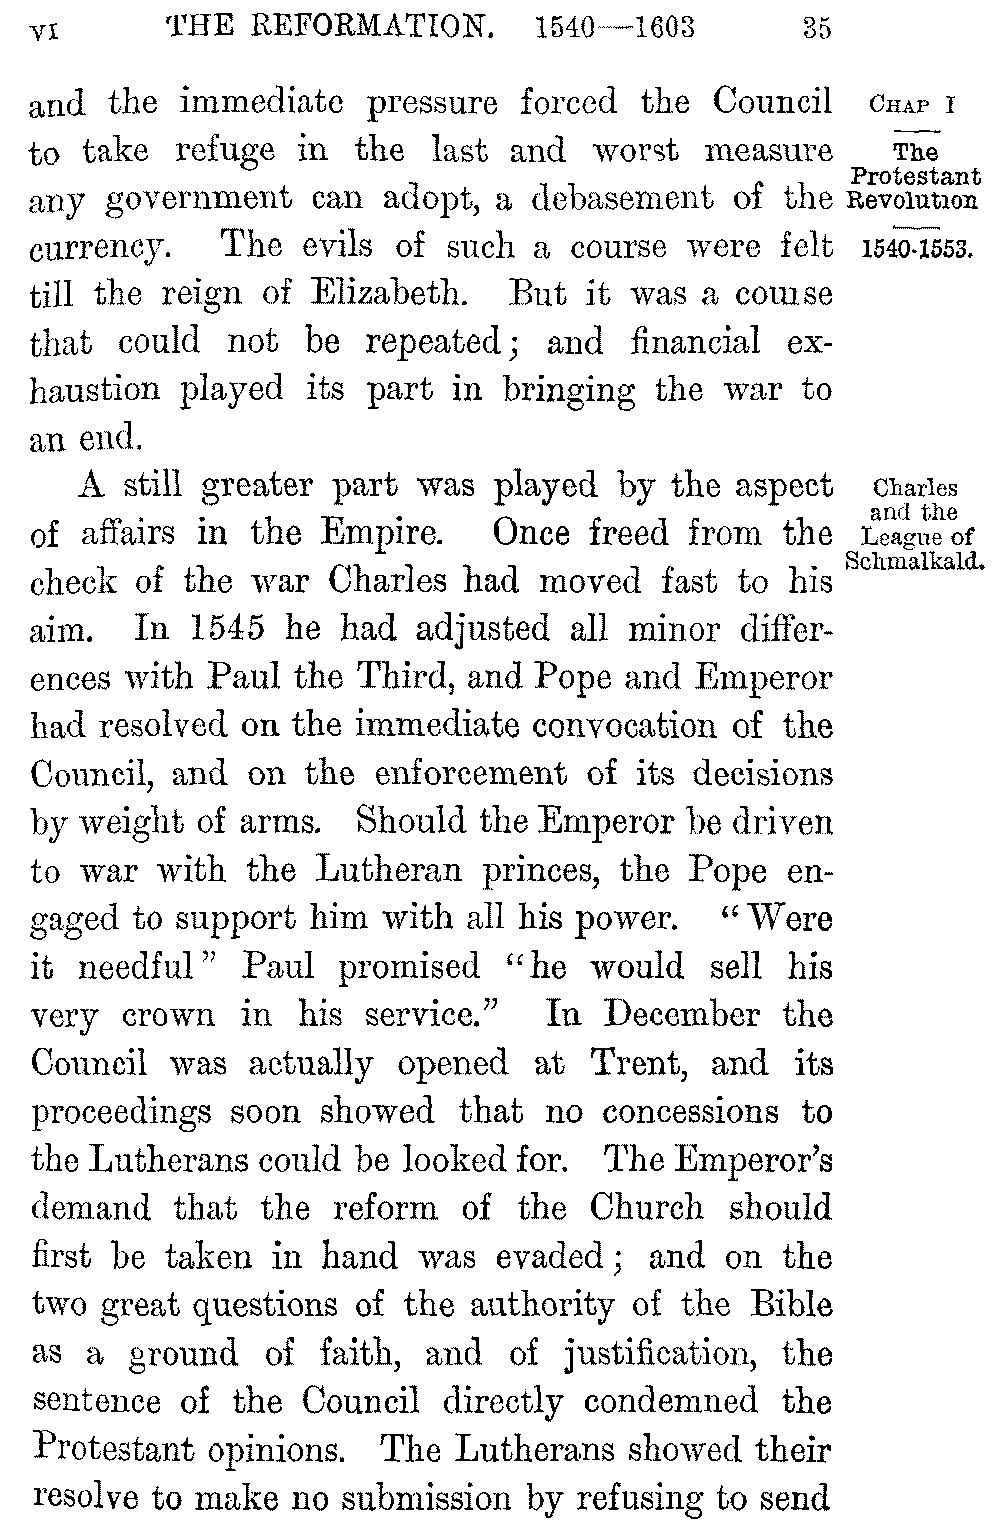 VI THE REFORMATION. 1540—1603 35
and the immediate pressure forced the Council
to take refuge in the last and worst measure
any government can adopt, a debasement of the
currency. The evils of such a course were felt
till the reign of Elizabeth. But it was a course
that could not be repeated; and financial ex-
haustion played its part in bringing the war to
an end.
CHAP I
The
Protestant
Revolution
1540-1553.
A still greater part was played by the aspect
of affairs in the Empire. Once freed from the
check of the war Charles had moved fast to his
aim. In 1545 he had adjusted all minor differ-
ences with Paul the Third, and Pope and Emperor
had resolved on the immediate convocation of the
Council, and on the enforcement of its decisions
by weight of arms. Should the Emperor be driven
to war with the Lutheran princes, the Pope en-
gaged to support him with all his power. “Were
it needful” Paul promised “he would sell his
very crown in his service.” In December the
Council was actually opened at Trent, and its
proceedings soon showed that no concessions to
the Lutherans could be looked for. The Emperor’s
demand that the reform of the Church should
first be taken in hand was evaded; and on the
two great questions of the authority of the Bible
as a ground of faith, and of justification, the
sentence of the Council directly condemned the
Protestant opinions. The Lutherans showed their
resolve to make no submission by refusing to send
Charles
and the
League of
Schmalkald.